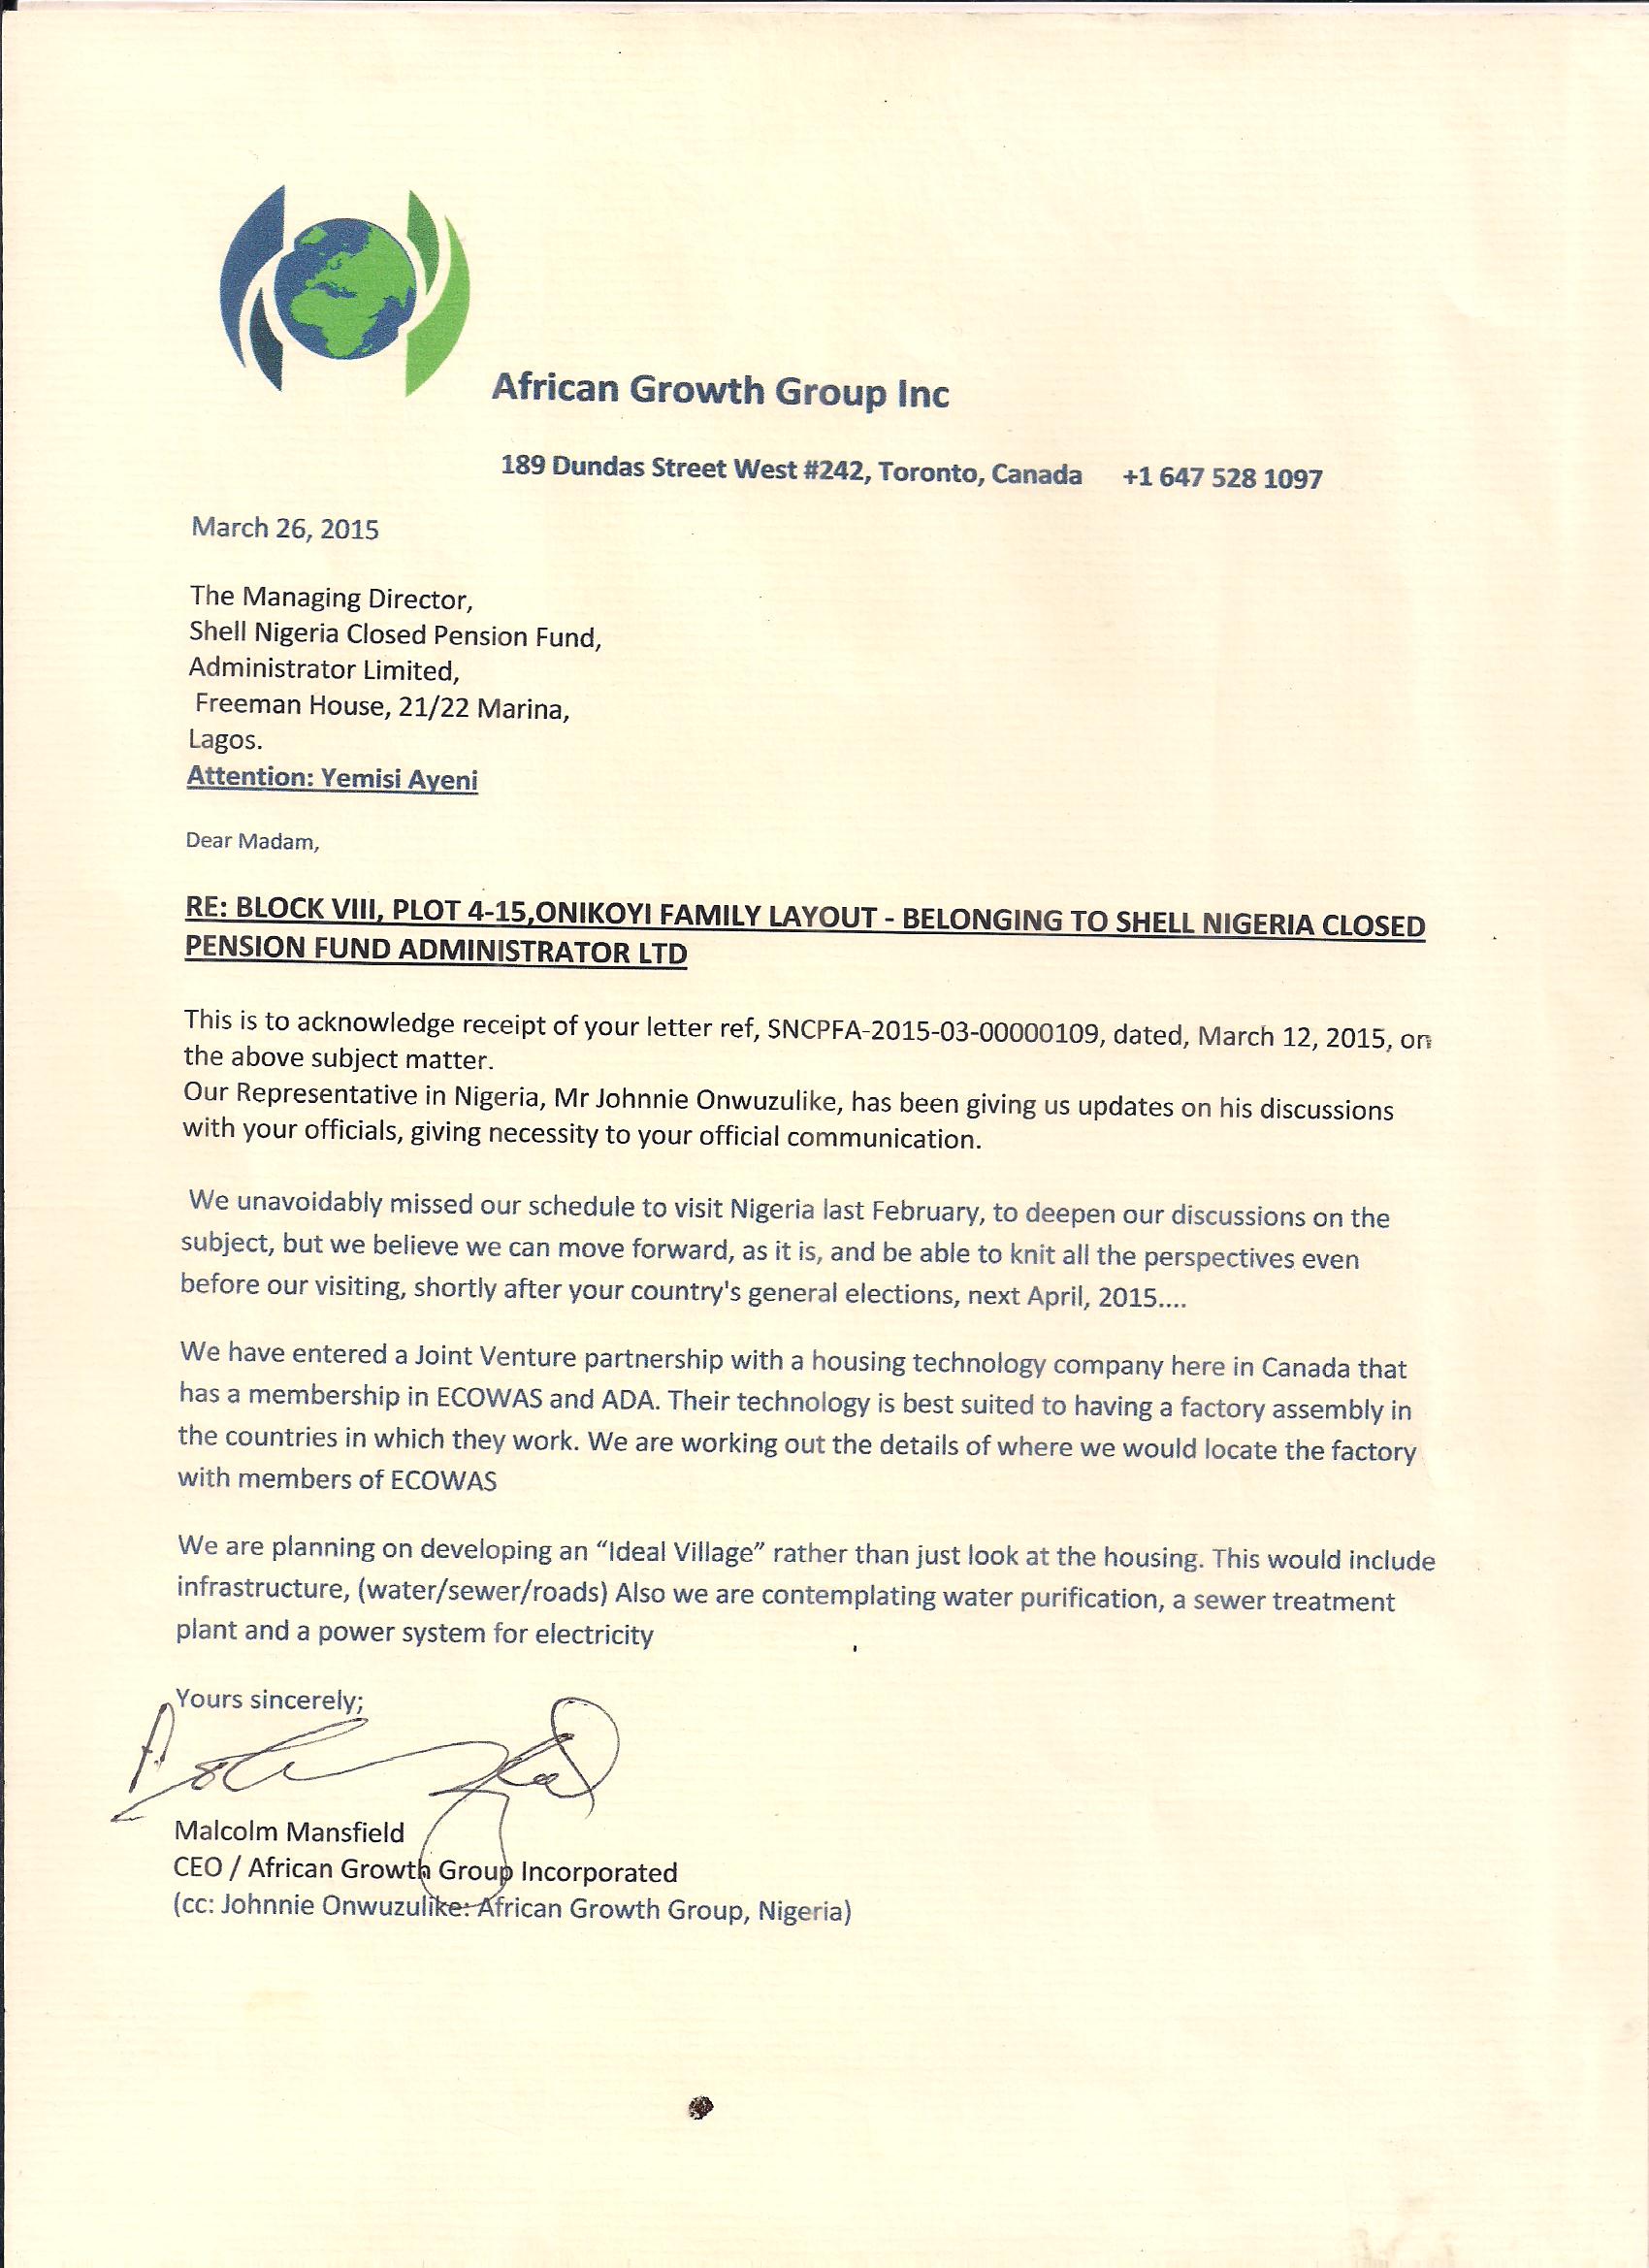 African Growth Group Inc
189 Dundas Street West #242, Toronto, Canada +1 647 528 1097
March 26, 2015
The Managing Director,
Shell Nigeria Closed Pension Fund,
Administrator Limited,
Freeman House, 21/22 Marina,
Lagos.
Attention: Yemisi Ayeni
Dear Madam,
RE: BLOCK VIII, PLOT 4-15,ONIKOYI FAMILY LAYOUT - BELONGING TO SHELL NIGERIA CLOSED
PENSION FUND ADMINISTRATOR LTD
This is to acknowledge receipt of your letter ref, SNCPFA-2015-03-00000109, dated, March 12, 2015, on
the above subject matter.
Our Representative in Nigeria, Mr Johnnie Onwuzulike, has been giving us updates on his discussions
with your officials, giving necessity to your official communication.
We unavoidably missed our schedule to visit Nigeria last February, to deepen our discussions on the
subject, but we believe we can move forward, as it is, and be able to knit all the perspectives even
before our visiting, shortly after your country's general elections, next April, 2015....
We have entered a Joint Venture partnership with a housing technology company here in Canada that
has a membership in ECOWAS and ADA. Their technology is best suited to having a factory assembly in
the countries in which they work. We are working out the details of where we would locate the factory
with members of ECOWAS
We are planning on developing an “Ideal Village” rather than just look at the housing. This would include
infrastructure, (water/sewer/roads) Also we are contemplating water purification, a sewer treatment
plant and a power system for electricity
Yours sincerely;
Malcolm Mansfield
CEO / African Growth Group Incorporated
(cc: Johnnie Onwuzulike: African Growth Group, Nigeria)